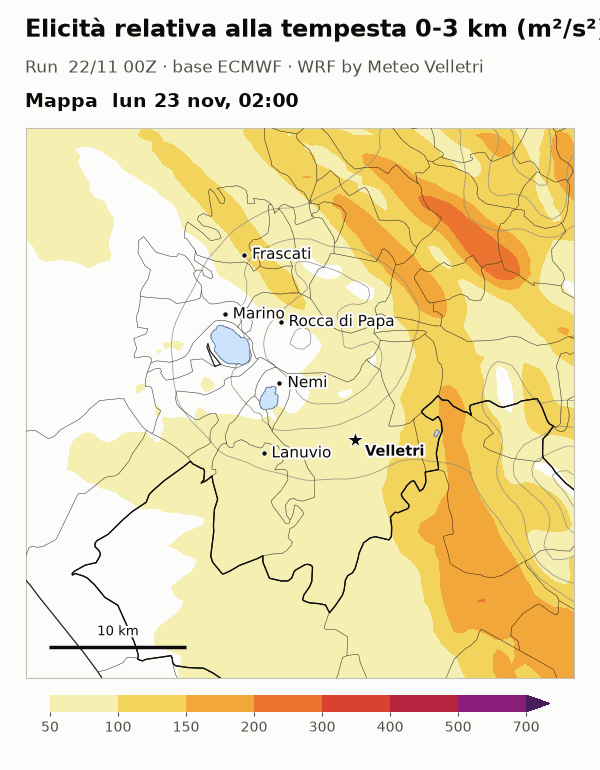 Elicità relativa alla tempesta 0-3 km (m²/s²)
Run 22/11 00Z · base ECMWF · WRF by Meteo Velletri
Mappa lun 23 nov, 02:00
Frascati
Marino
Rocca di Papa
Nemi
Velletri
Lanuvio
10 km
50 100 150 200 300 400 500 700